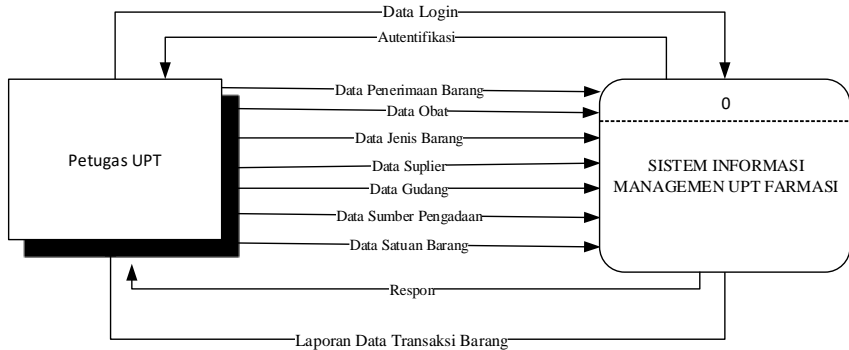 Data Login
Autentifikasi
Data Penerimaan Barang
0
Data Obat
Data Jenis Barang
Petugas UPT
Data Suplier
SISTEM INFORMASI
MANAGEMEN UPT FARMASI
Data Gudang
Data Sumber Pengadaan
Data Satuan Barang
Respon
Laporan Data Transaksi Barang